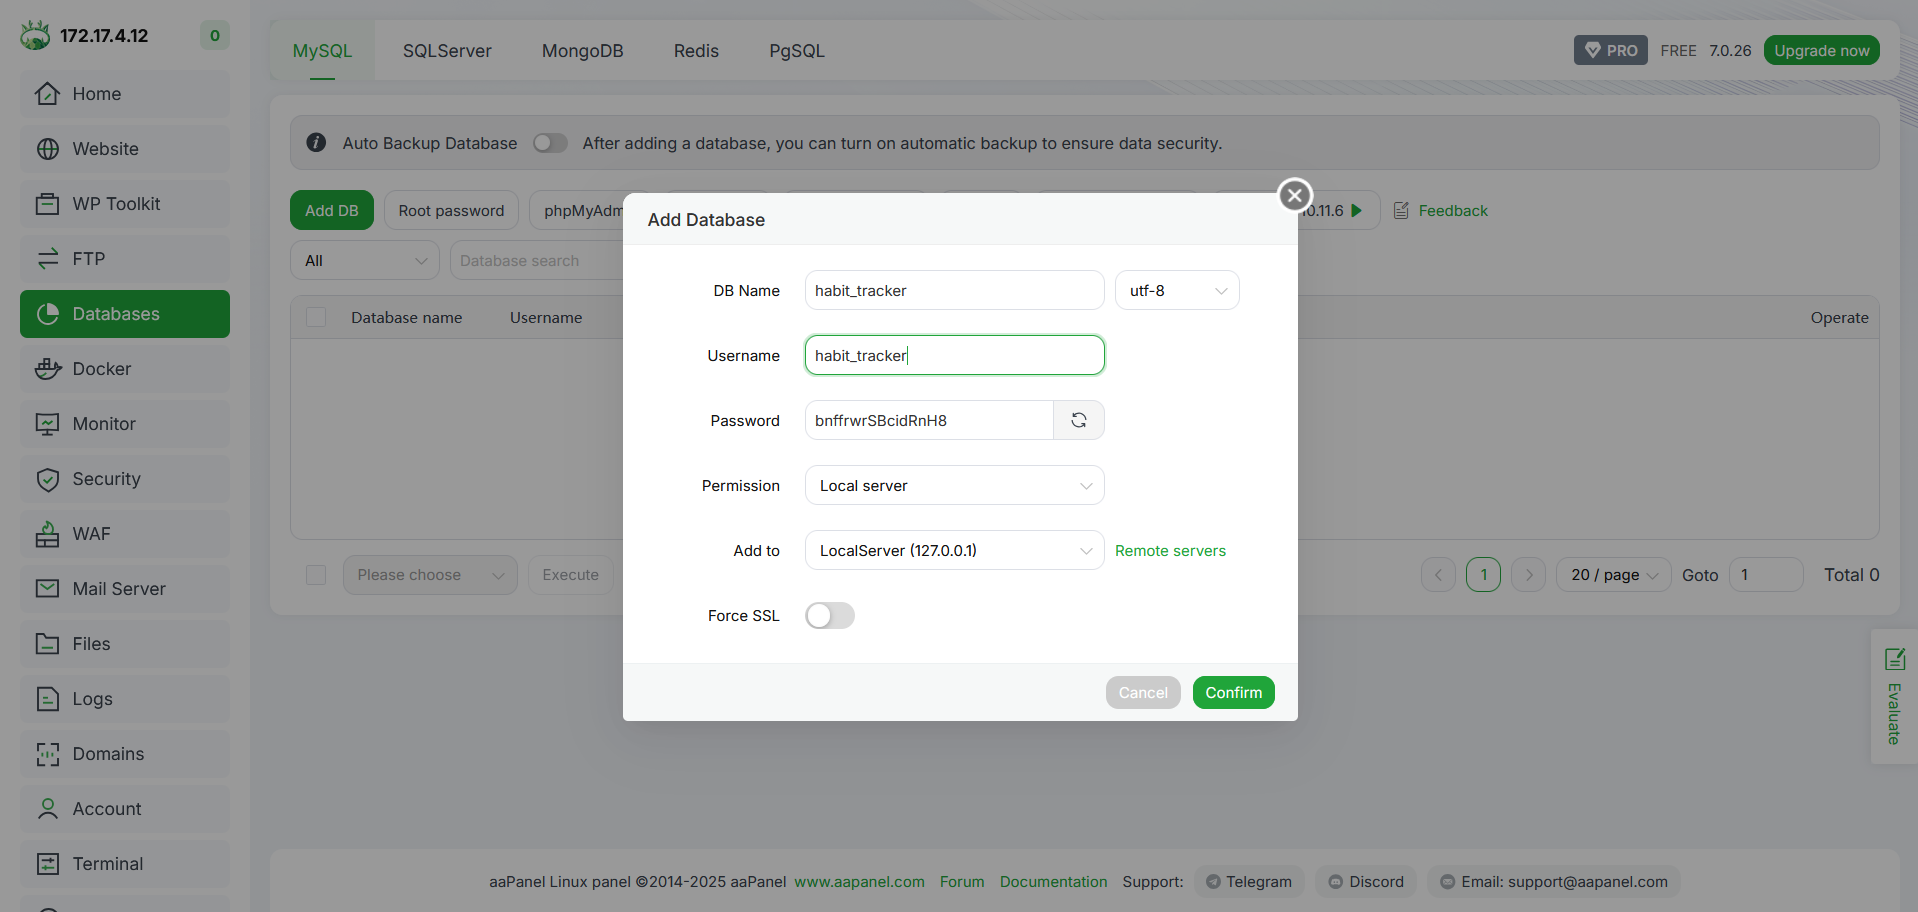 172.17.4.12
0
Home
Website
WP Toolkit
FTP
Databases
Docker
Monitor
Security
WAF
Mail Server
Files
Logs
Domains
Account
Terminal
MySQL SQLServer MongoDB Redis PgSQL
PRO FREE 7.0.26 Upgrade now
Auto Backup Database After adding a database, you can turn on automatic backup to ensure data security.
Add DB Root password phpMyAdm 0.11.6 Feedback
All Database search
Database name Username Operate
Add Database
DB Name habit_tracker utf-8
Username habit_tracker
Password bnffrwrSBcidRnH8
Permission Local server
Add to LocalServer (127.0.0.1) Remote servers
Force SSL
Cancel Confirm
Please choose Execute
1 20 / page Goto 1 Total 0
Evaluate
aaPanel Linux panel ©2014-2025 aaPanel www.aapanel.com Forum Documentation Support: Telegram Discord Email: support@aapanel.com